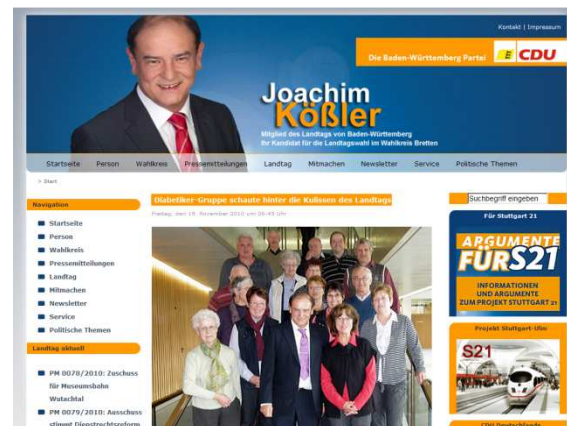 Kontakt | Impressum
Die Baden-Württemberg Partei
CDU
Joachim
Kößler
Mitglied des Landtags von Baden-Württemberg
Ihr Kandidat für die Landtagswahl im Wahlkreis Bretten
Startseite Person Wahlkreis Pressemitteilungen Landtag Mitmachen Newsletter Service Politische Themen
> Start
Navigation
Startseite
Person
Wahlkreis
Pressemitteilungen
Landtag
Mitmachen
Newsletter
Service
Politische Themen
Landtag aktuell
PM 0078/2010: Zuschuss
für Museumsbahn
Wutachtal
PM 0079/2010: Ausschuss
stimmt Dienstrechtsreform
Diabetiker-Gruppe schaute hinter die Kulissen des Landtags
Freitag, den 19. November 2010 um 08:49 Uhr
Suchbegriff eingeben
Für Stuttgart 21
ARGUMENTE
FÜR S21
INFORMATIONEN
UND ARGUMENTE
ZUM PROJEKT STUTTGART 21
Projekt Stuttgart-Ulm
S21
CDU Deutschlands